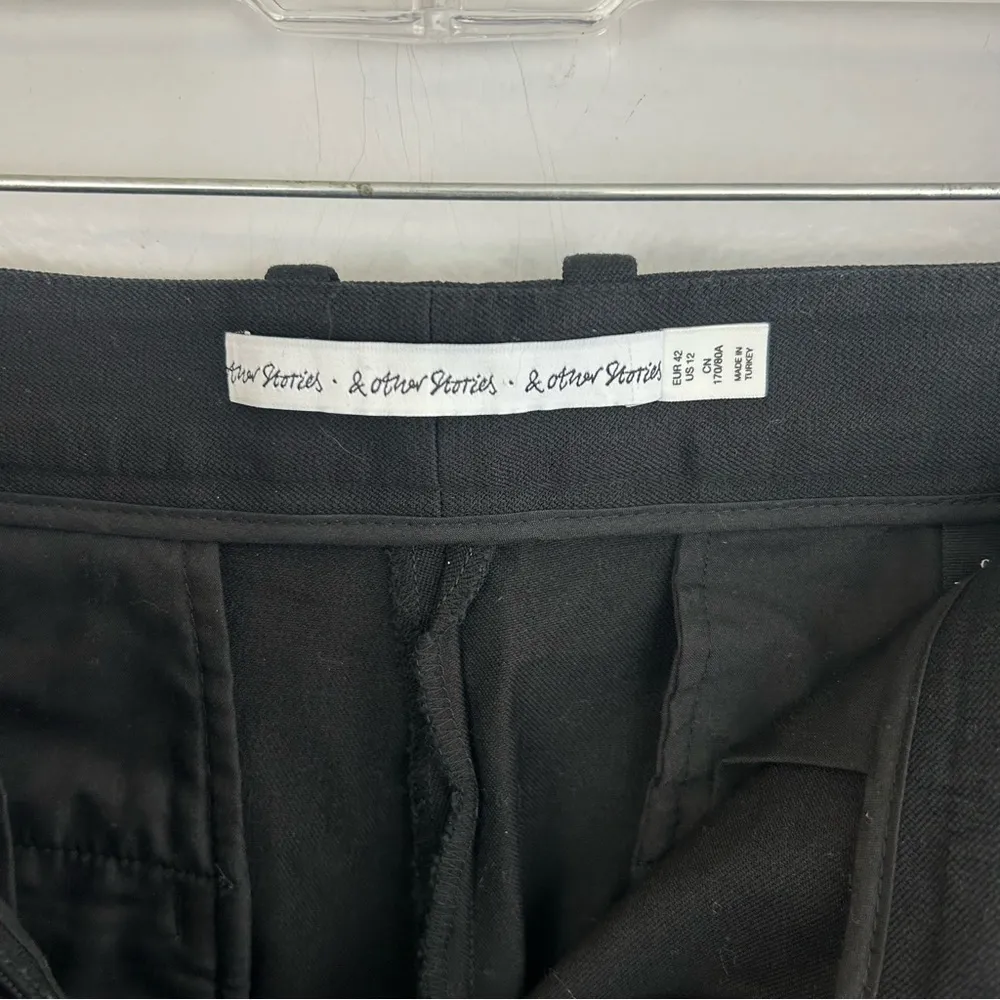 other Stories · & other Stories · & other Stories
EUR 42
US 12
CN
170/80A
MADE IN
TURKEY